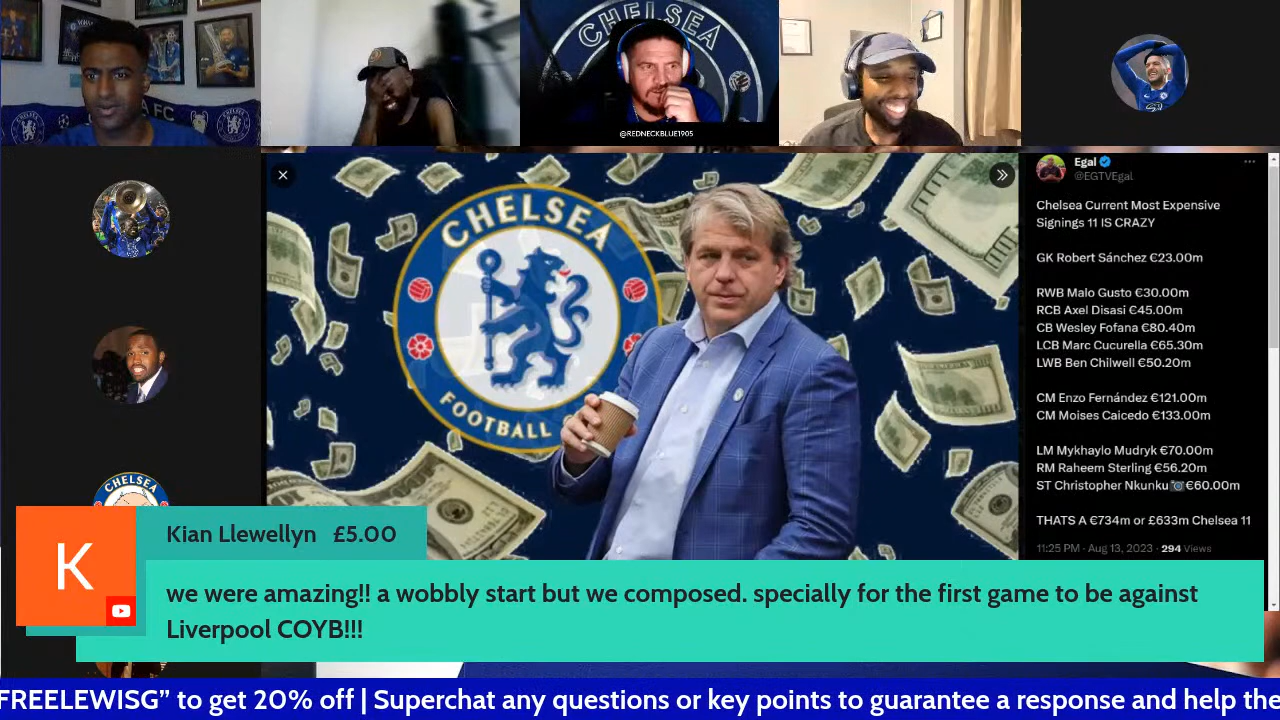 CHELSEA
@REDNECKBLUE1905
CHELSEA
FOOTBALL
Egal
@EGTVEgal
Chelsea Current Most Expensive
Signings 11 IS CRAZY
GK Robert Sánchez €23.00m
RWB Malo Gusto €30.00m
RCB Axel Disasi €45.00m
CB Wesley Fofana €80.40m
LCB Marc Cucurella €65.30m
LWB Ben Chilwell €50.20m
CM Enzo Fernández €121.00m
CM Moises Caicedo €133.00m
LM Mykhaylo Mudryk €70.00m
RM Raheem Sterling €56.20m
ST Christopher Nkunku📷€60.00m
THATS A €734m or £633m Chelsea 11
11:25 PM · Aug 13, 2023 · 294 Views
CHELSEA
K
Kian Llewellyn £5.00
we were amazing!! a wobbly start but we composed. specially for the first game to be against
Liverpool COYB!!!
FREELEWISG” to get 20% off | Superchat any questions or key points to guarantee a response and help the